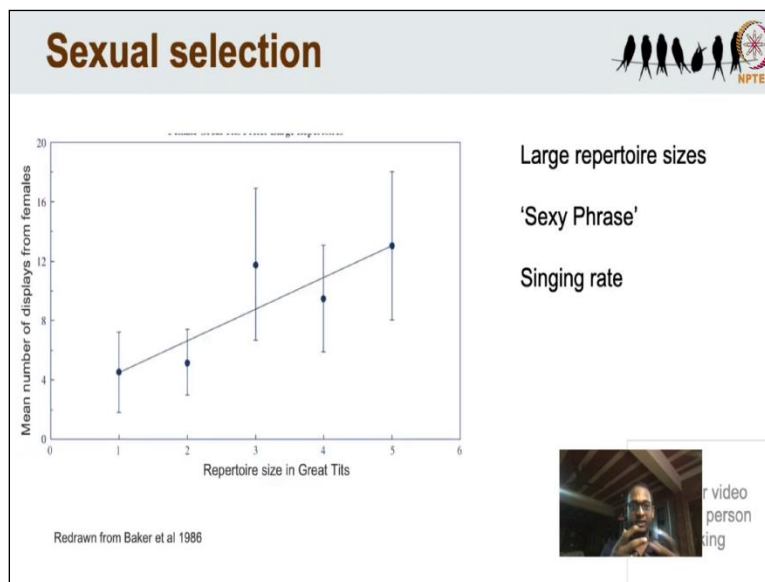 Sexual selection
NPTE
20
16
12
8
4
0
Mean number of displays from females
0 1 2 3 4 5 6
Repertoire size in Great Tits
Large repertoire sizes
‘Sexy Phrase’
Singing rate
r video
person
king
Redrawn from Baker et al 1986